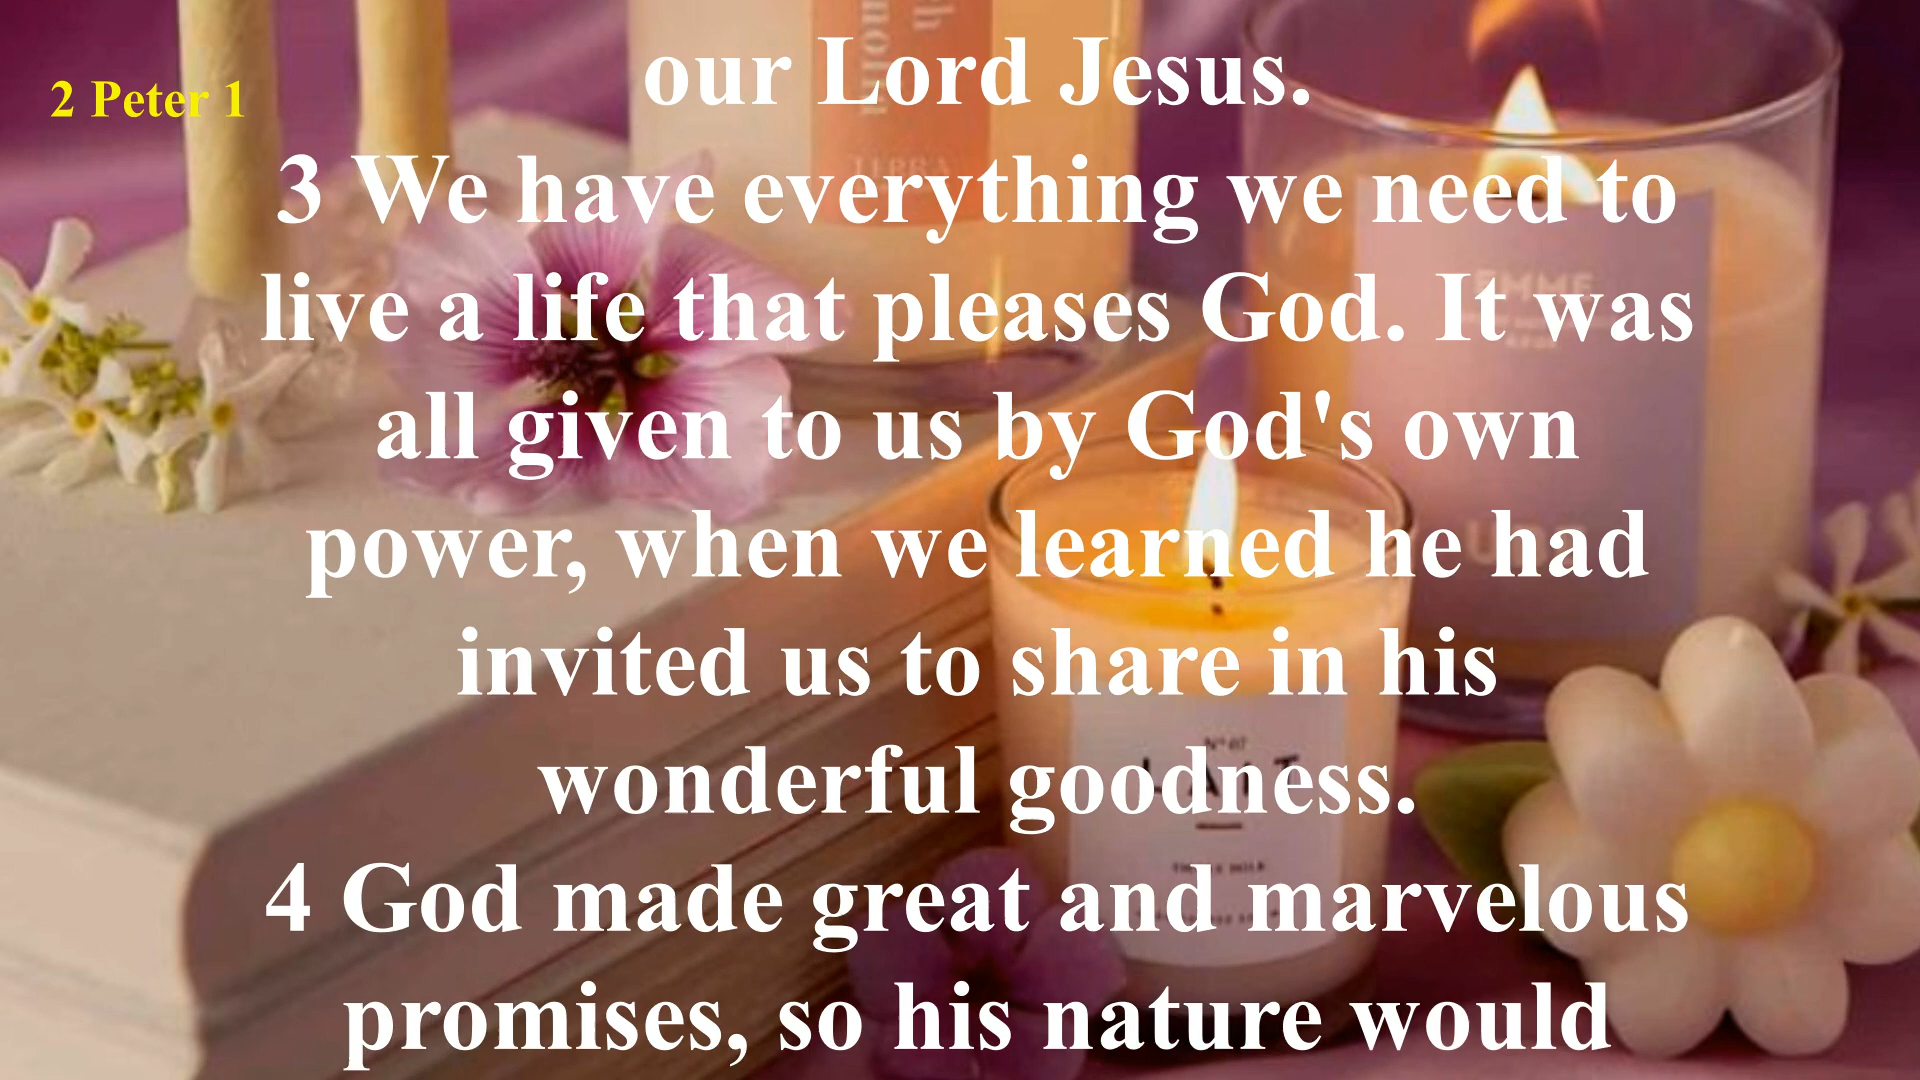 2 Peter 1
our Lord Jesus.
3 We have everything we need to
live a life that pleases God. It was
all given to us by God's own
power, when we learned he had
invited us to share in his
wonderful goodness.
4 God made great and marvelous
promises, so his nature would